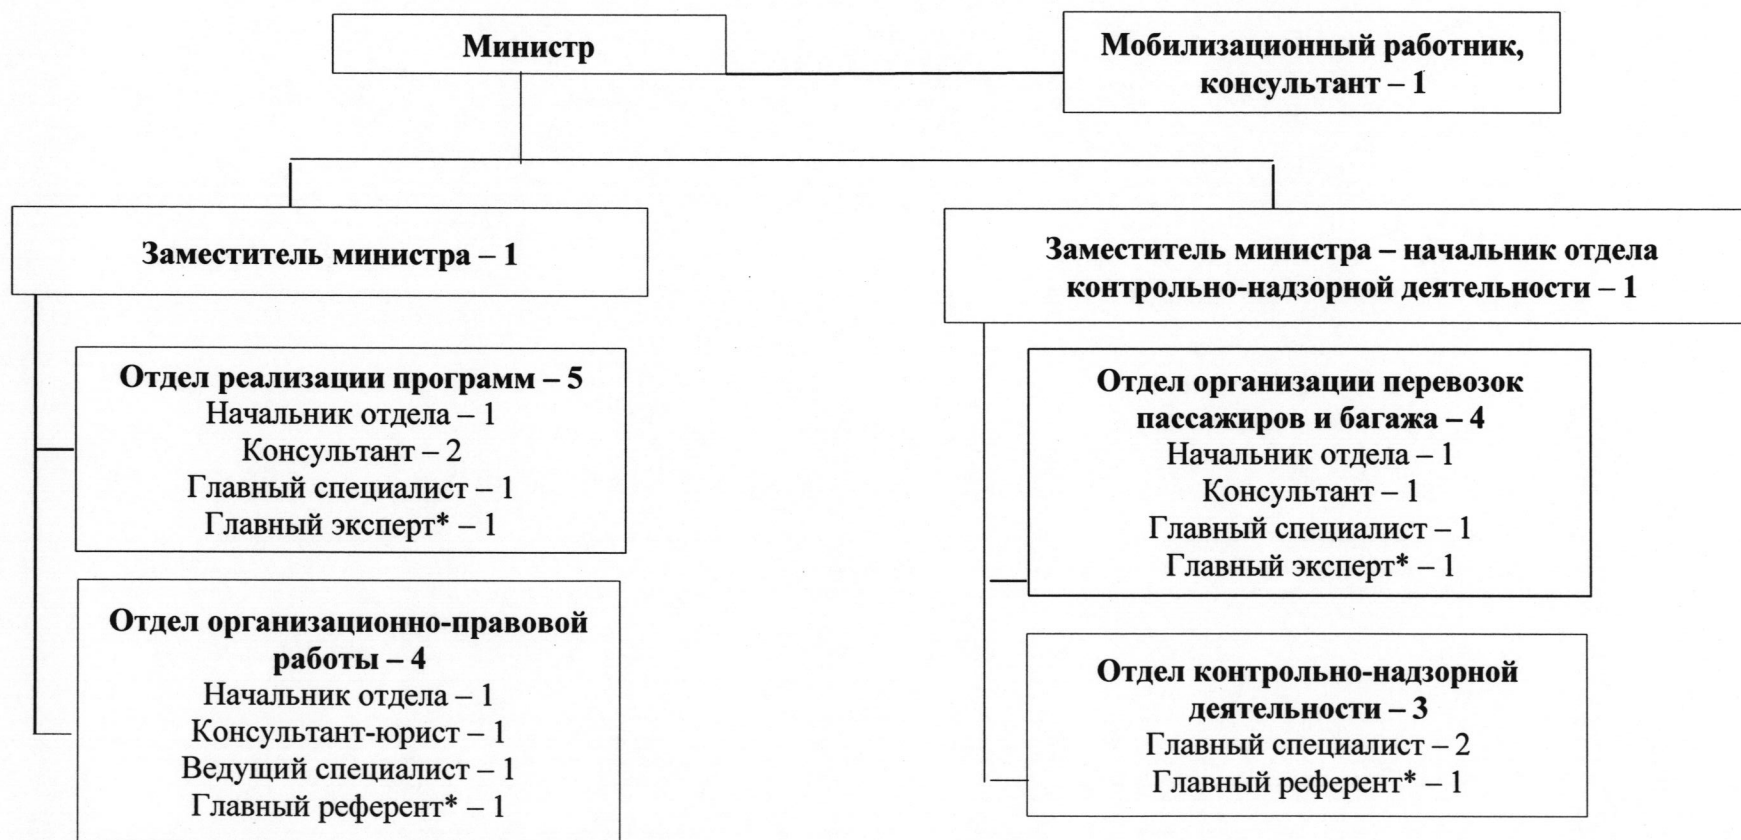 Министр
Мобилизационный работник,
консультант – 1
Заместитель министра – 1
Заместитель министра – начальник отдела
контрольно-надзорной деятельности – 1
Отдел реализации программ – 5
Начальник отдела – 1
Консультант – 2
Главный специалист – 1
Главный эксперт* – 1
Отдел организационно-правовой
работы – 4
Начальник отдела – 1
Консультант-юрист – 1
Ведущий специалист – 1
Главный референт* – 1
Отдел организации перевозок
пассажиров и багажа – 4
Начальник отдела – 1
Консультант – 1
Главный специалист – 1
Главный эксперт* – 1
Отдел контрольно-надзорной
деятельности – 3
Главный специалист – 2
Главный референт* – 1